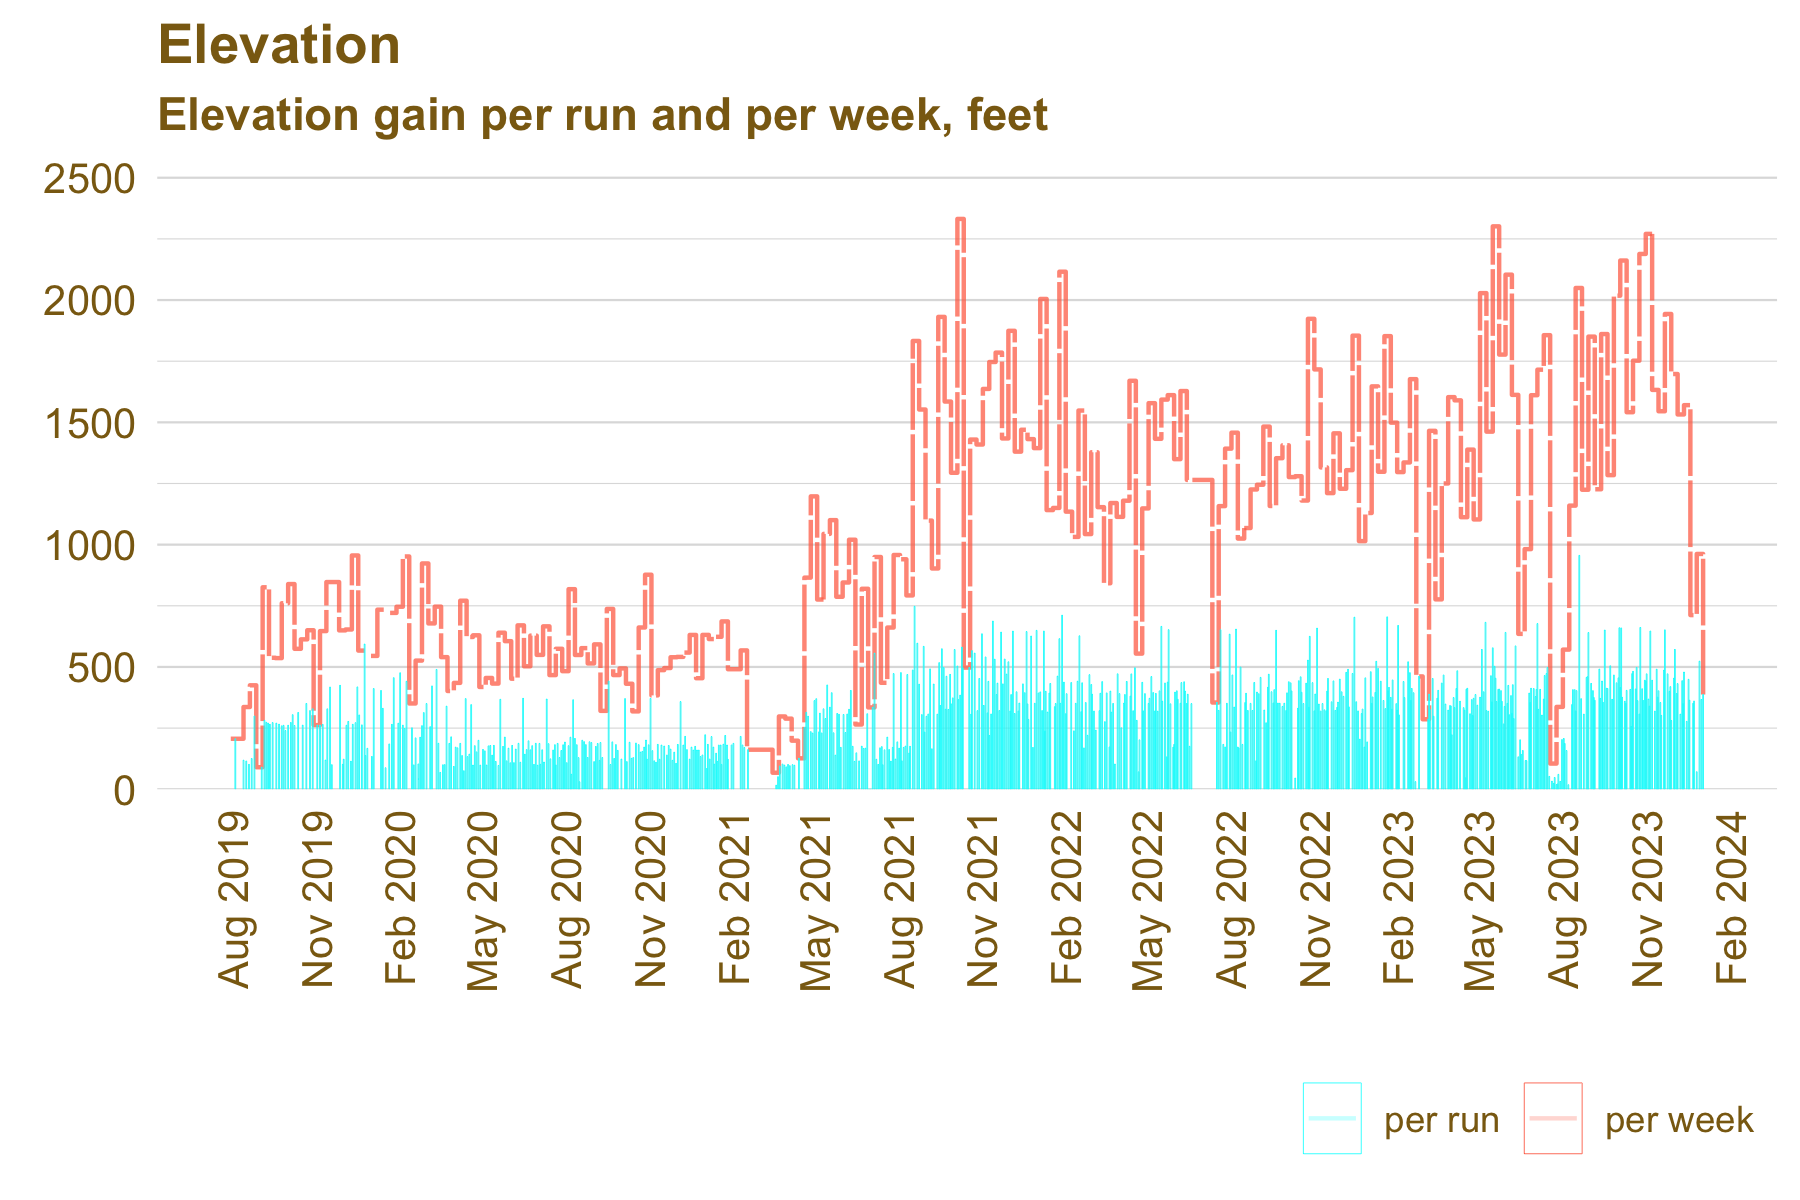 Elevation
Elevation gain per run and per week, feet
2500
2000
1500
1000
500
0
Aug 2019
Nov 2019
Feb 2020
May 2020
Aug 2020
Nov 2020
Feb 2021
May 2021
Aug 2021
Nov 2021
Feb 2022
May 2022
Aug 2022
Nov 2022
Feb 2023
May 2023
Aug 2023
Nov 2023
Feb 2024
per run
per week